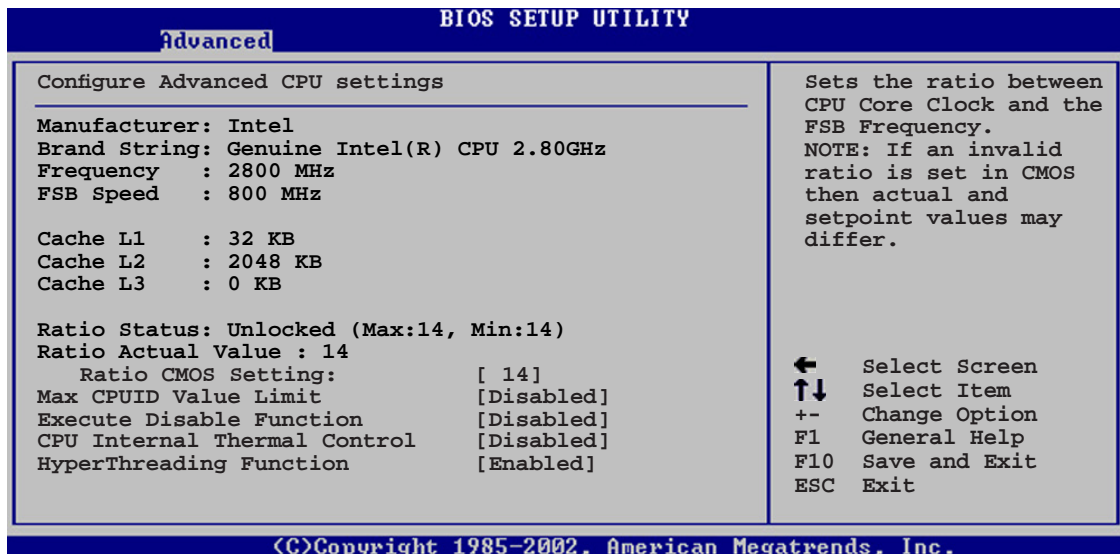 BIOS SETUP UTILITY
Advanced
Configure Advanced CPU settings
Manufacturer: Intel
Brand String: Genuine Intel(R) CPU 2.80GHz
Frequency : 2800 MHz
FSB Speed : 800 MHz
Cache L1 : 32 KB
Cache L2 : 2048 KB
Cache L3 : 0 KB
Ratio Status: Unlocked (Max:14, Min:14)
Ratio Actual Value : 14
Ratio CMOS Setting: [ 14]
Max CPUID Value Limit [Disabled]
Execute Disable Function [Disabled]
CPU Internal Thermal Control [Disabled]
HyperThreading Function [Enabled]
Sets the ratio between
CPU Core Clock and the
FSB Frequency.
NOTE: If an invalid
ratio is set in CMOS
then actual and
setpoint values may
differ.
← Select Screen
↑↓ Select Item
+- Change Option
F1 General Help
F10 Save and Exit
ESC Exit
(C)Copyright 1985-2002, American Megatrends, Inc.